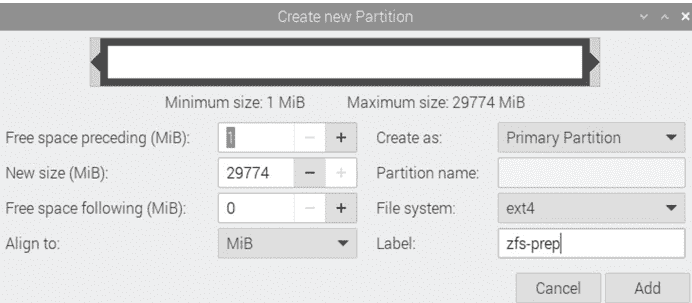 Create new Partition
Minimum size: 1 MiB Maximum size: 29774 MiB
Free space preceding (MiB): 1 − + Create as: Primary Partition
New size (MiB): 29774 − + Partition name:
Free space following (MiB): 0 − + File system: ext4
Align to: MiB Label: zfs-prep
Cancel Add